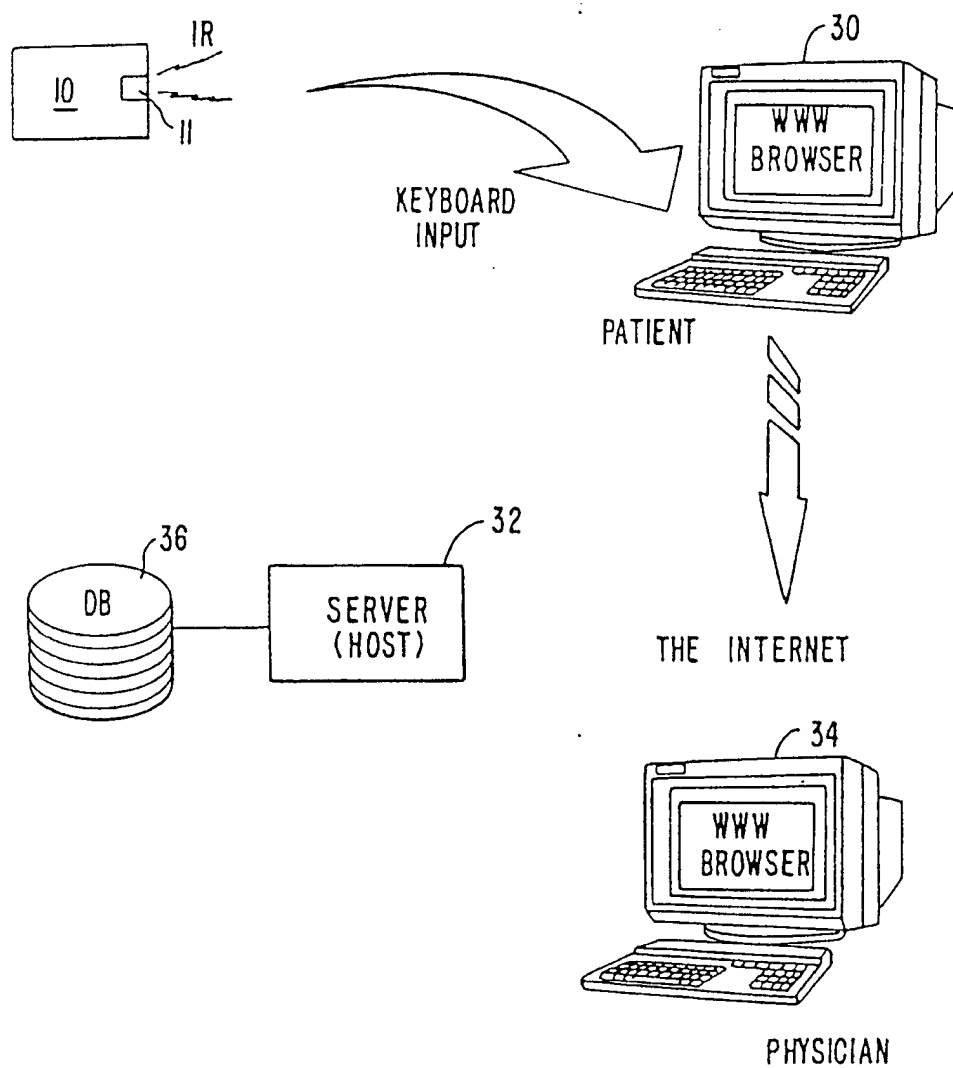 IR
10
11
30
WWW
BROWSER
KEYBOARD
INPUT
PATIENT
36
DB
32
SERVER
(HOST)
THE INTERNET
34
WWW
BROWSER
PHYSICIAN